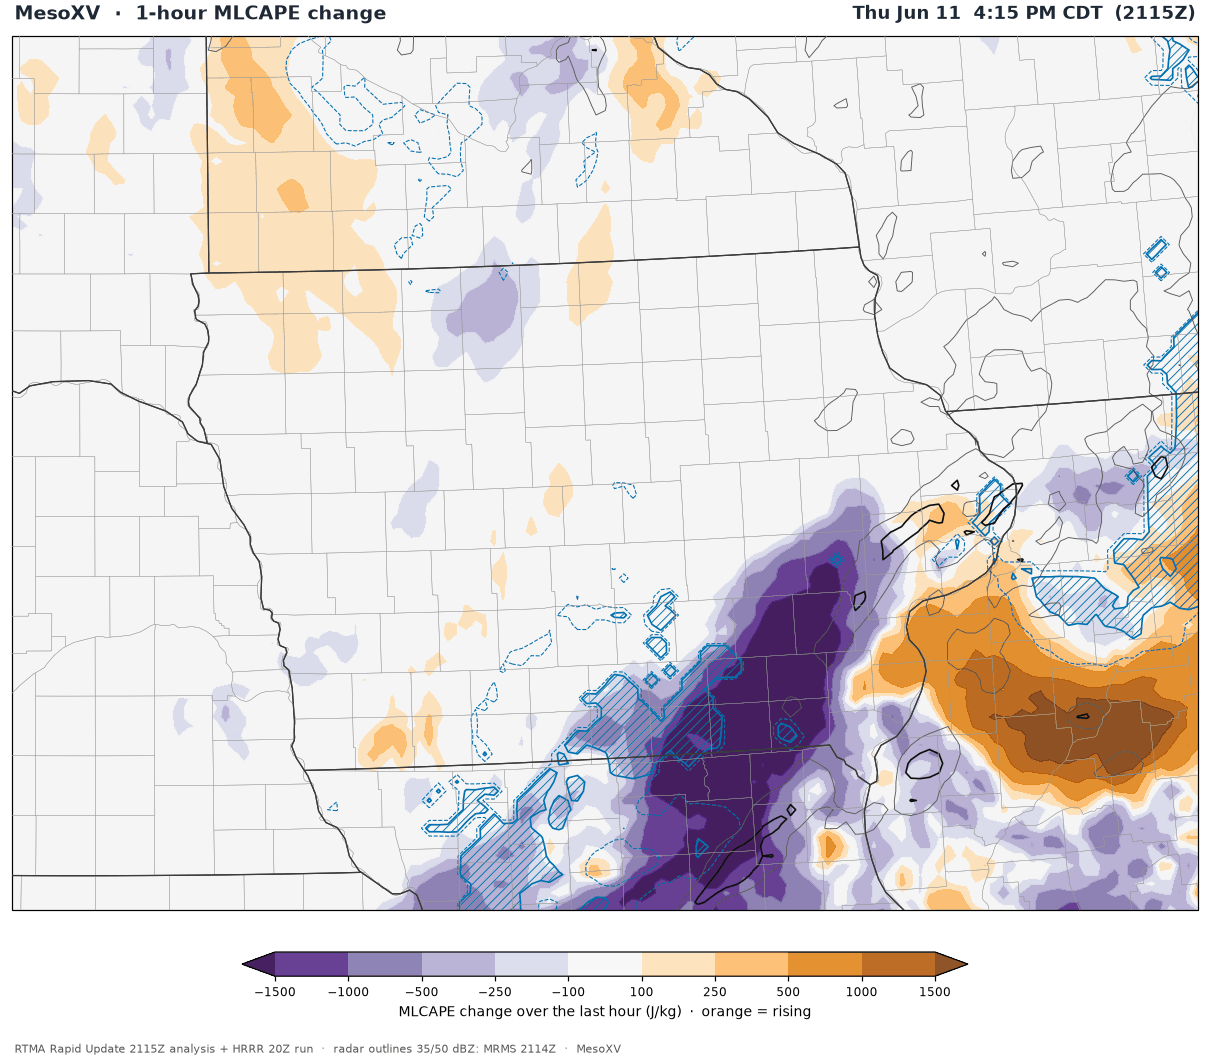 MesoXV · 1-hour MLCAPE change
Thu Jun 11 4:15 PM CDT (2115Z)
−1500 −1000 −500 −250 −100 100 250 500 1000 1500
MLCAPE change over the last hour (J/kg) · orange = rising
RTMA Rapid Update 2115Z analysis + HRRR 20Z run · radar outlines 35/50 dBZ: MRMS 2114Z · MesoXV